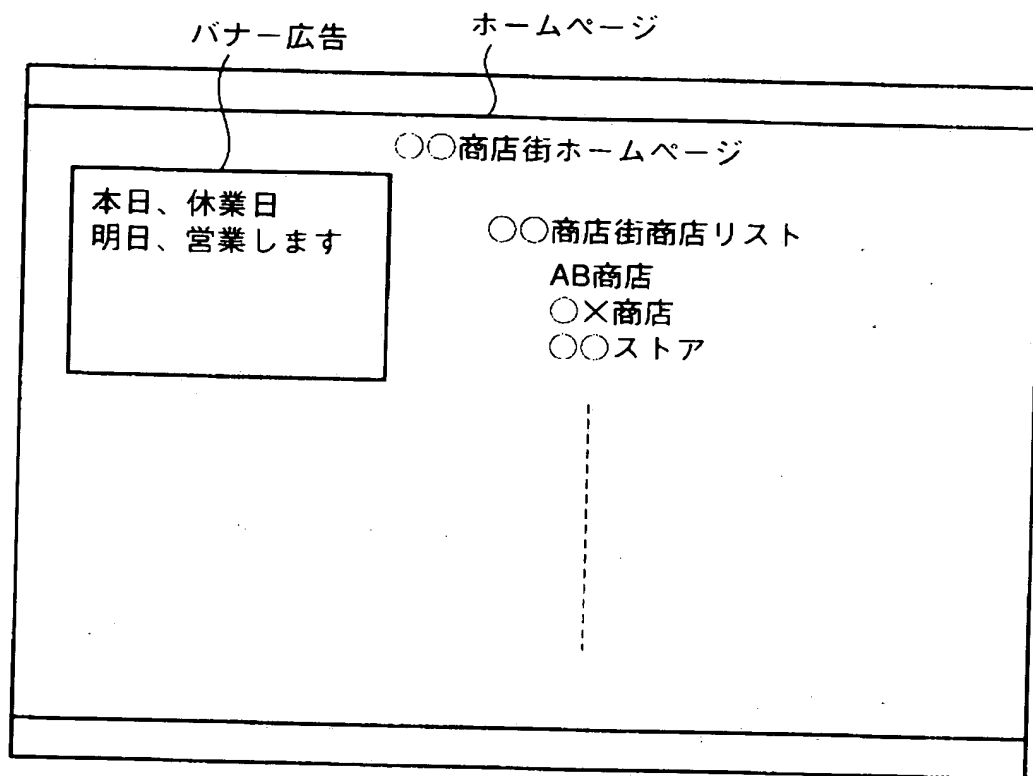 バナー広告
ホームページ
○○商店街ホームページ
本日、休業日
明日、営業します
○○商店街商店リスト
AB商店
○×商店
○○ストア